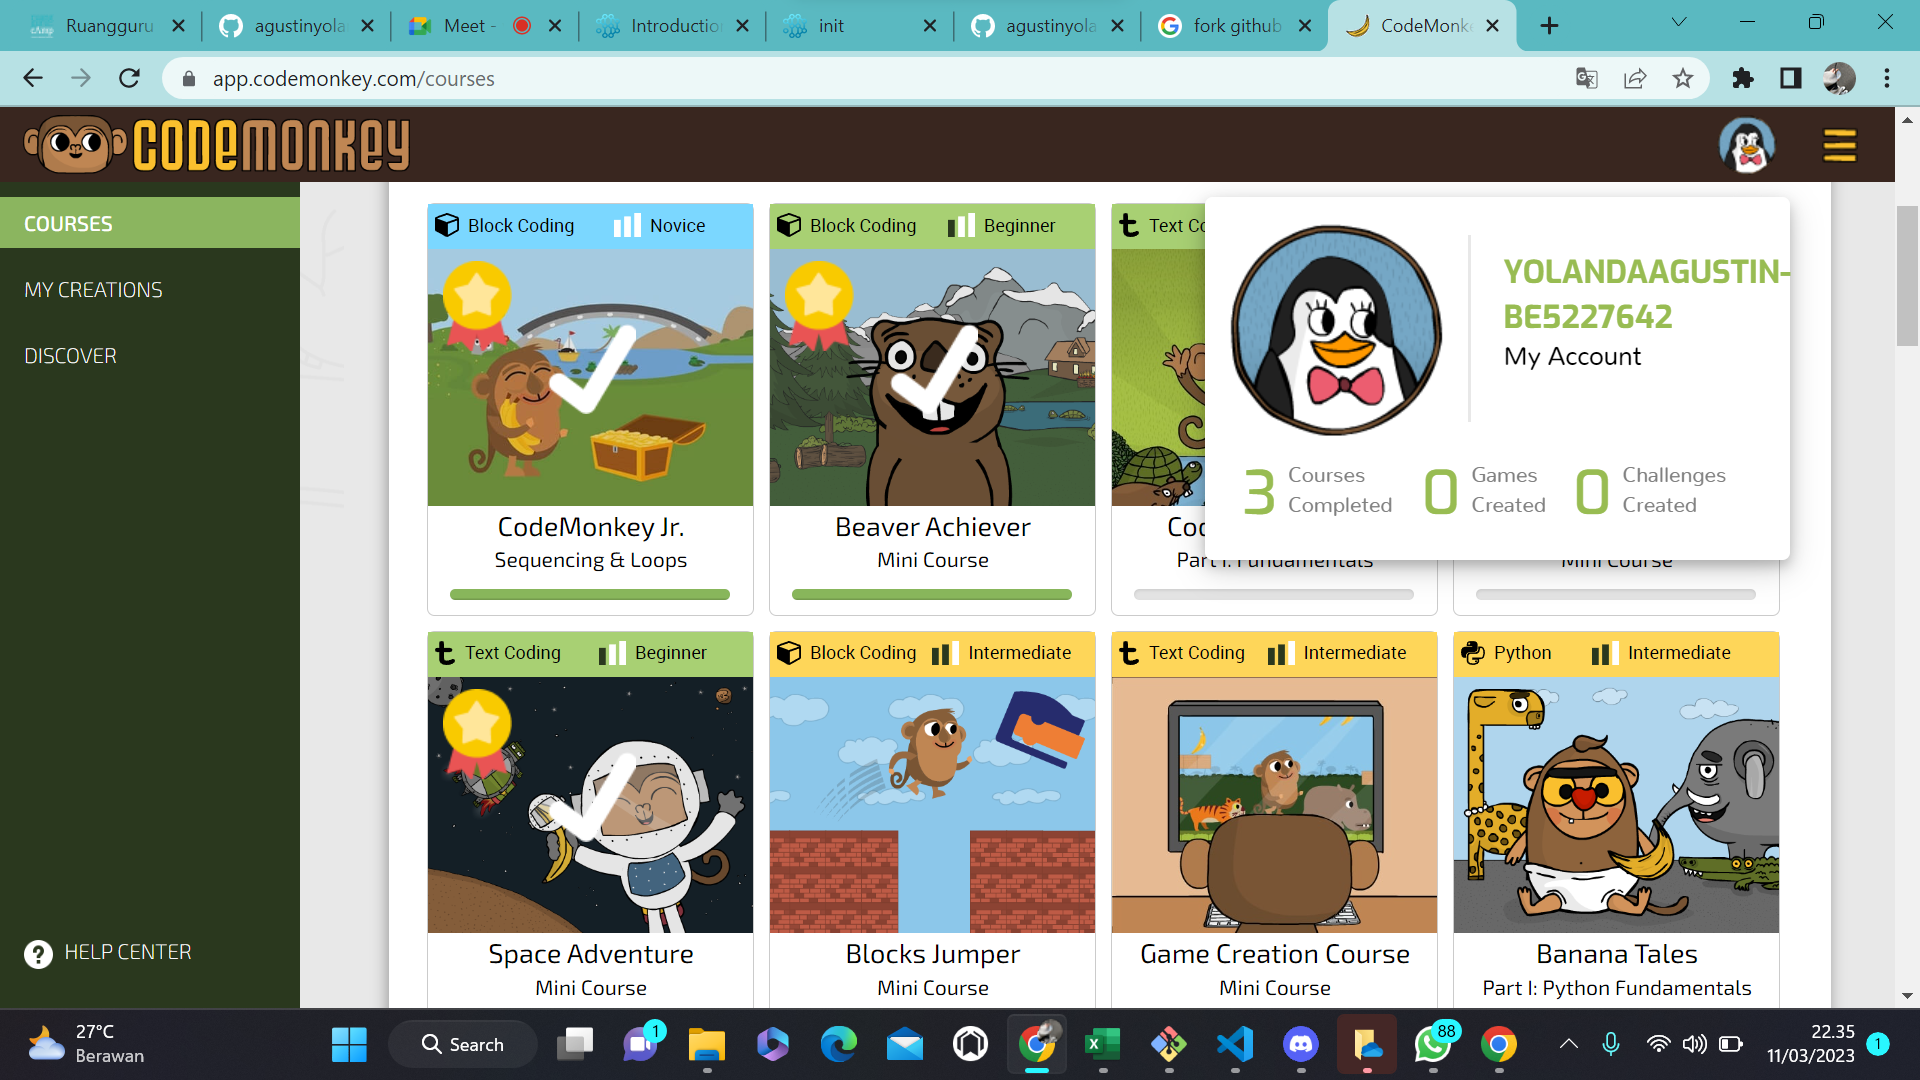 Ruangguru
agustinyola
Meet -
Introductio
init
agustinyola
fork github
CodeMonke
app.codemonkey.com/courses
CODEMONKEY
COURSES
MY CREATIONS
DISCOVER
HELP CENTER
Block Coding Novice
CodeMonkey Jr.
Sequencing & Loops
Block Coding Beginner
Beaver Achiever
Mini Course
Text Co
Cod
Part I: Fundamentals
Mini Course
YOLANDAAGUSTIN-
BE5227642
My Account
3 Courses Completed
0 Games Created
0 Challenges Created
Text Coding Beginner
Space Adventure
Mini Course
Block Coding Intermediate
Blocks Jumper
Mini Course
Text Coding Intermediate
Game Creation Course
Mini Course
Python Intermediate
Banana Tales
Part I: Python Fundamentals
27°C
Berawan
Search
1
88
22.35
11/03/2023
1